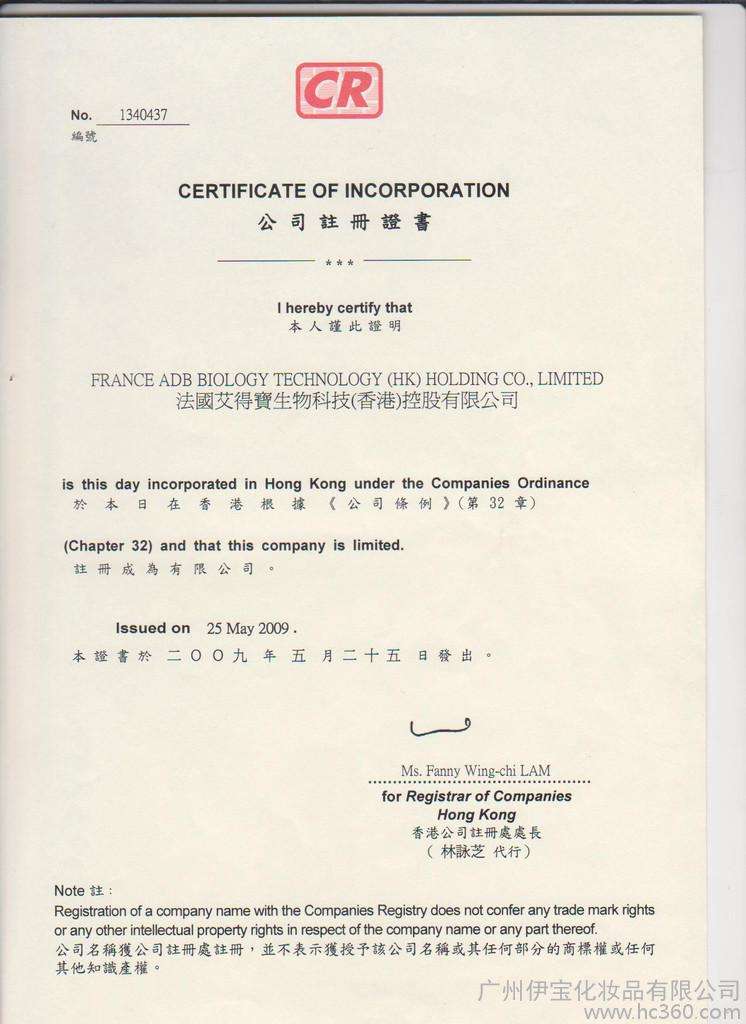 CR
No. 1340437
編號
CERTIFICATE OF INCORPORATION
公司註冊證書
***
I hereby certify that
本人謹此證明
FRANCE ADB BIOLOGY TECHNOLOGY (HK) HOLDING CO., LIMITED
法國艾得寶生物科技(香港)控股有限公司
is this day incorporated in Hong Kong under the Companies Ordinance
於本日在香港根據《公司條例》(第 32 章)
(Chapter 32) and that this company is limited.
註冊成為有限公司。
Issued on 25 May 2009 .
本證書於二〇〇九年五月二十五日發出。
Ms. Fanny Wing-chi LAM
for Registrar of Companies
Hong Kong
香港公司註冊處處長
(林詠芝 代行)
Note 註:
Registration of a company name with the Companies Registry does not confer any trade mark rights
or any other intellectual property rights in respect of the company name or any part thereof.
公司名稱獲公司註冊處註冊,並不表示獲授予該公司名稱或其任何部分的商標權或任何
其他知識產權。
广州伊宝化妆品有限公司
www.hc360.com